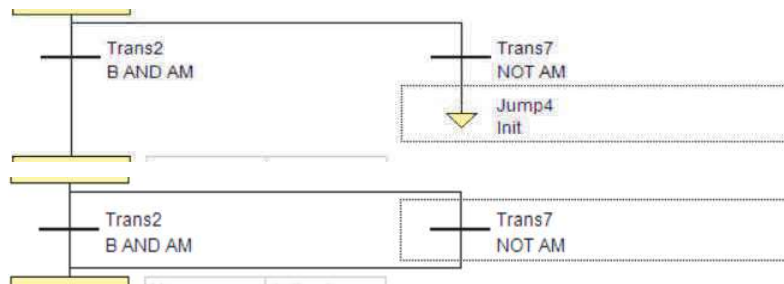 Trans2
B AND AM
Trans7
NOT AM
Jump4
Init
Trans2
B AND AM
Trans7
NOT AM